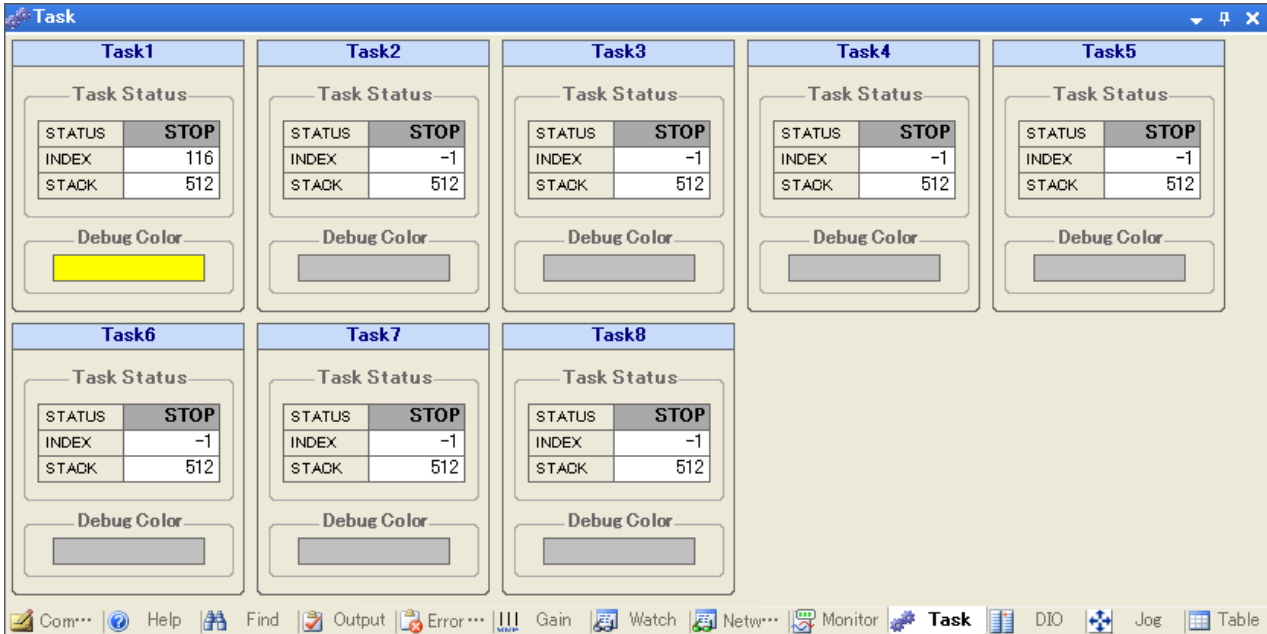 Task
Task1 Task2 Task3 Task4 Task5
Task Status Task Status Task Status Task Status Task Status
STATUS STOP STATUS STOP STATUS STOP STATUS STOP STATUS STOP
INDEX 116 INDEX -1 INDEX -1 INDEX -1 INDEX -1
STACK 512 STACK 512 STACK 512 STACK 512 STACK 512
Debug Color Debug Color Debug Color Debug Color Debug Color
Task6 Task7 Task8
Task Status Task Status Task Status
STATUS STOP STATUS STOP STATUS STOP
INDEX -1 INDEX -1 INDEX -1
STACK 512 STACK 512 STACK 512
Debug Color Debug Color Debug Color
Com… Help Find Output Error… Gain Watch Netw… Monitor Task DIO Jog Table